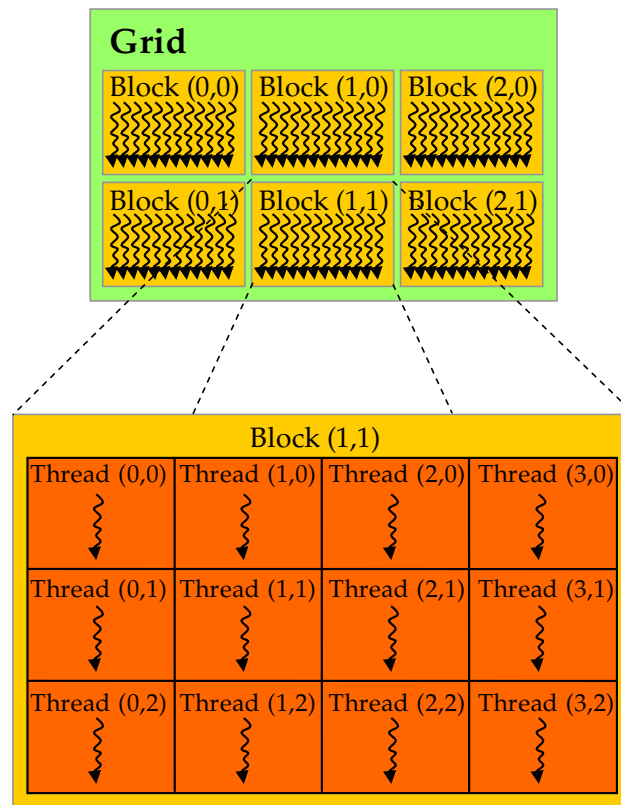 Grid
Block (0,0) Block (1,0) Block (2,0)
Block (0,1) Block (1,1) Block (2,1)
Block (1,1)
Thread (0,0) Thread (1,0) Thread (2,0) Thread (3,0)
Thread (0,1) Thread (1,1) Thread (2,1) Thread (3,1)
Thread (0,2) Thread (1,2) Thread (2,2) Thread (3,2)